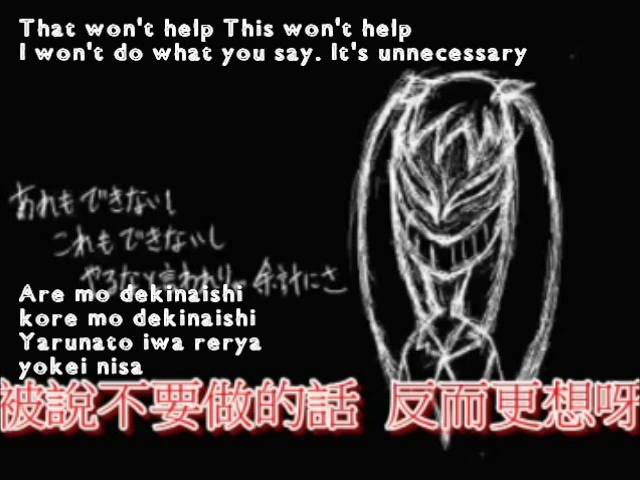 That won't help This won't help
I won't do what you say. It's unnecessary
あれもできないし
これもできないし
やるなと言われりゃ 余計にさ
Are mo dekinaishi
kore mo dekinaishi
Yarunato iwa rerya
yokei nisa
被說不要做的話 反而更想呀